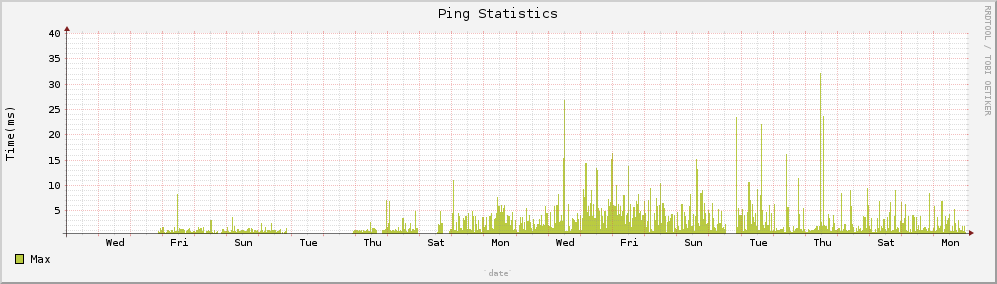 Ping Statistics
RRDTOOL / TOBI OETIKER
Time(ms)
40
35
30
25
20
15
10
5
Wed Fri Sun Tue Thu Sat Mon Wed Fri Sun Tue Thu Sat Mon
Max
`date`